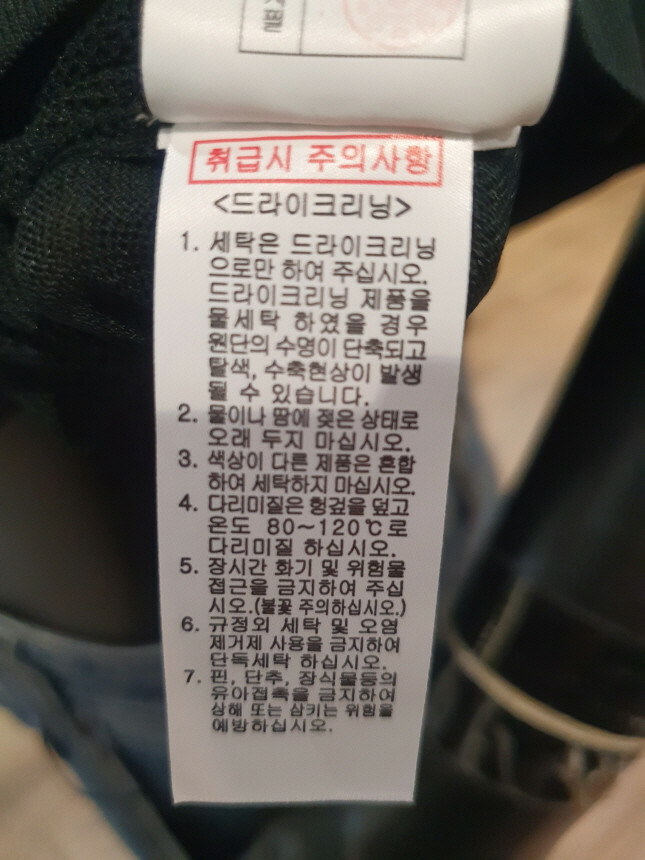 취급시 주의사항
<드라이크리닝>
1. 세탁은 드라이크리닝
으로만 하여 주십시오.
드라이크리닝 제품을
물세탁 하였을 경우
원단의 수명이 단축되고
탈색, 수축현상이 발생
될 수 있습니다.
2. 물이나 땀에 젖은 상태로
오래 두지 마십시오.
3. 색상이 다른 제품은 혼합
하여 세탁하지 마십시오.
4. 다리미질은 헝겊을 덮고
온도 80~120℃로
다리미질 하십시오.
5. 장시간 화기 및 위험물
접근을 금지하여 주십
시오.(불꽃 주의하십시오.)
6. 규정외 세탁 및 오염
제거제 사용을 금지하여
단독세탁 하십시오.
7. 핀, 단추, 장식물등의
유아접촉을 금지하여
상해 또는 삼키는 위험을
예방하십시오.